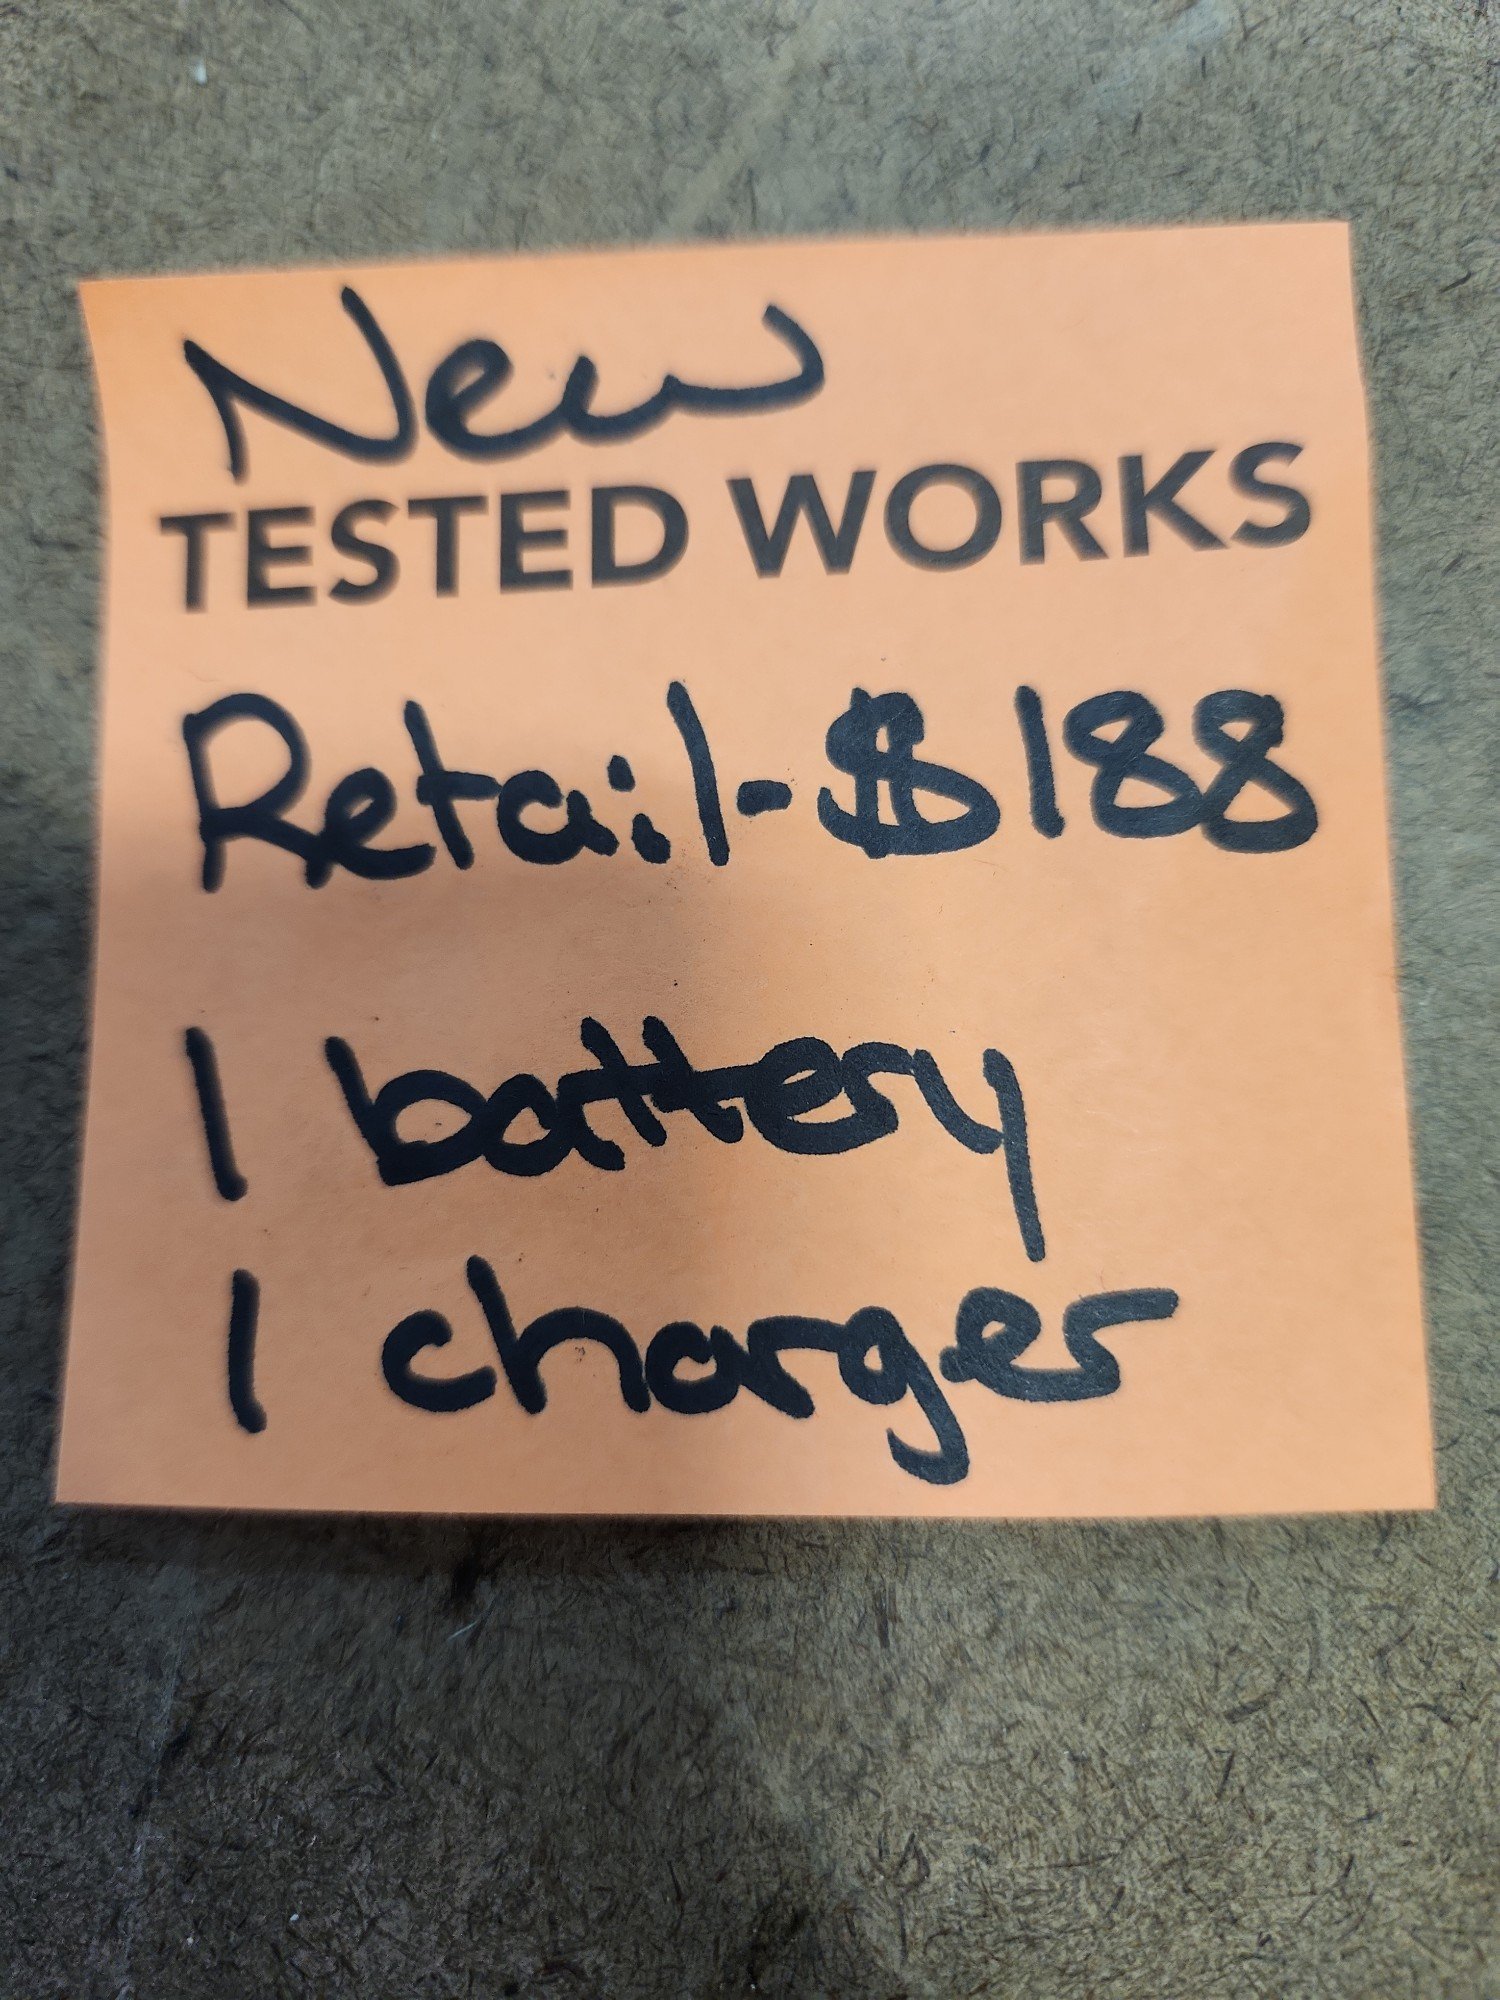 New
TESTED WORKS
Retail-$188
1 battery
1 charger